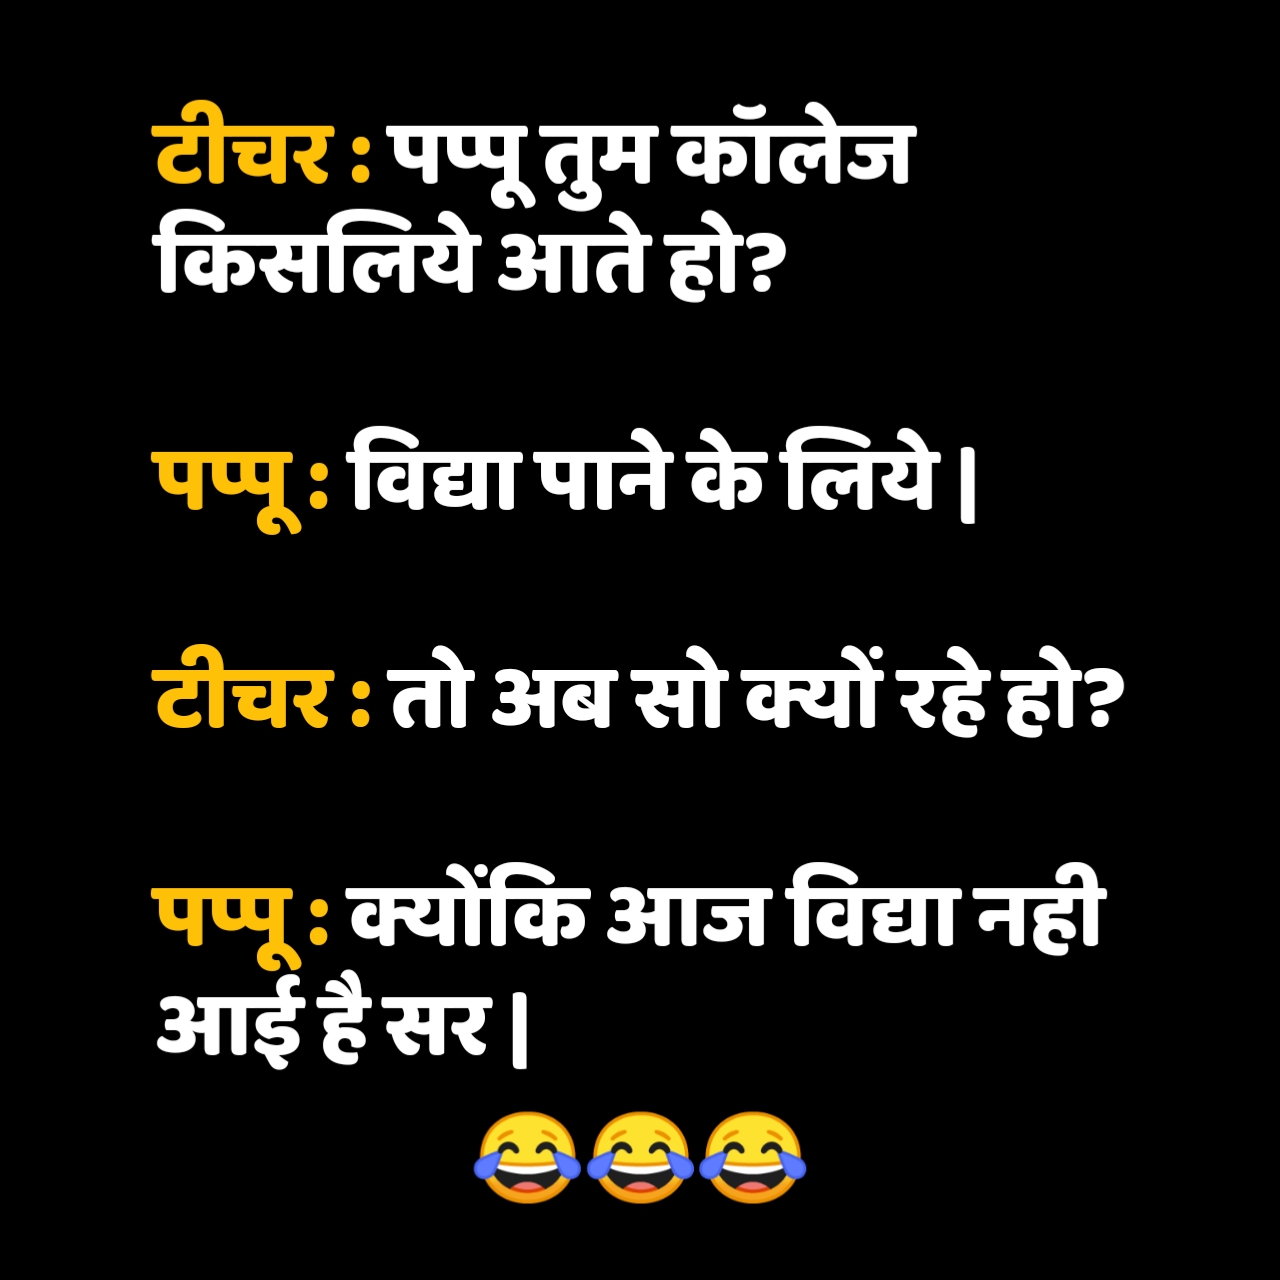 टीचर : पप्पू तुम कॉलेज
किसलिये आते हो?
पप्पू : विद्या पाने के लिये |
टीचर : तो अब सो क्यों रहे हो?
पप्पू : क्योंकि आज विद्या नही
आई है सर |
😂😂😂